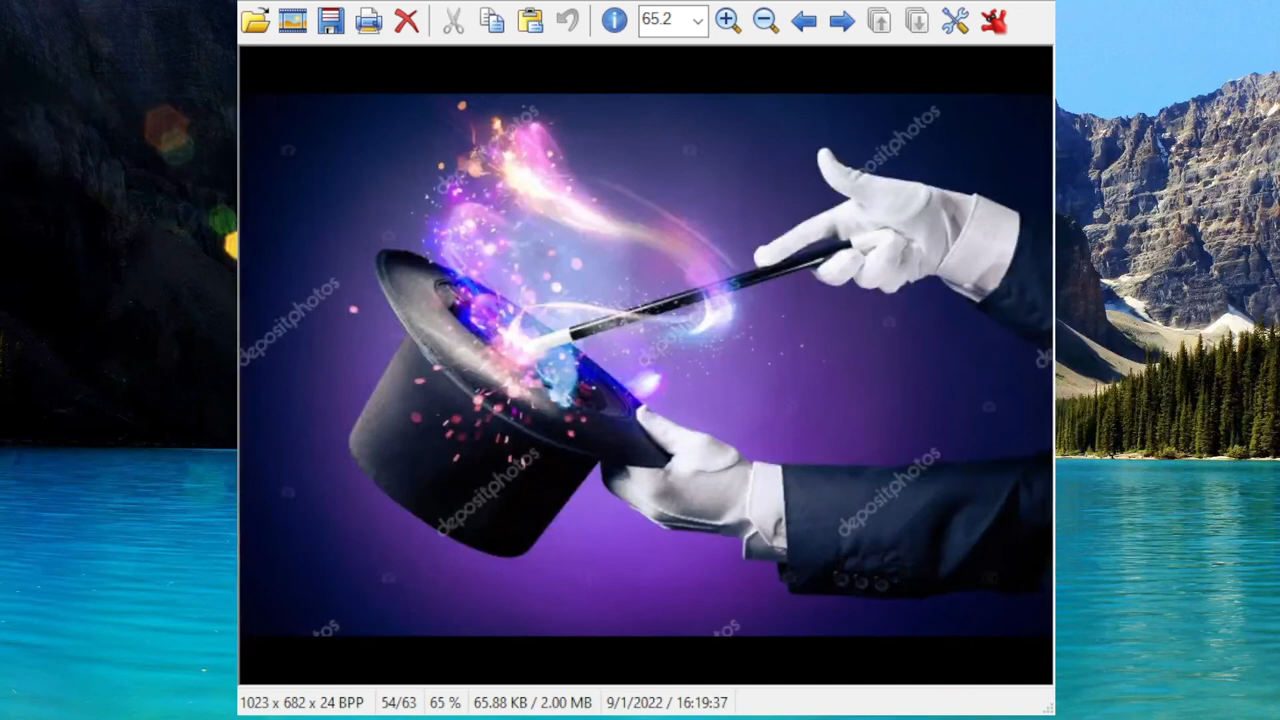 65.2
depositphotos
depositphotos
depositphotos
depositphotos
depositphotos
depositphotos
1023 x 682 x 24 BPP 54/63 65 % 65.88 KB / 2.00 MB 9/1/2022 / 16:19:37